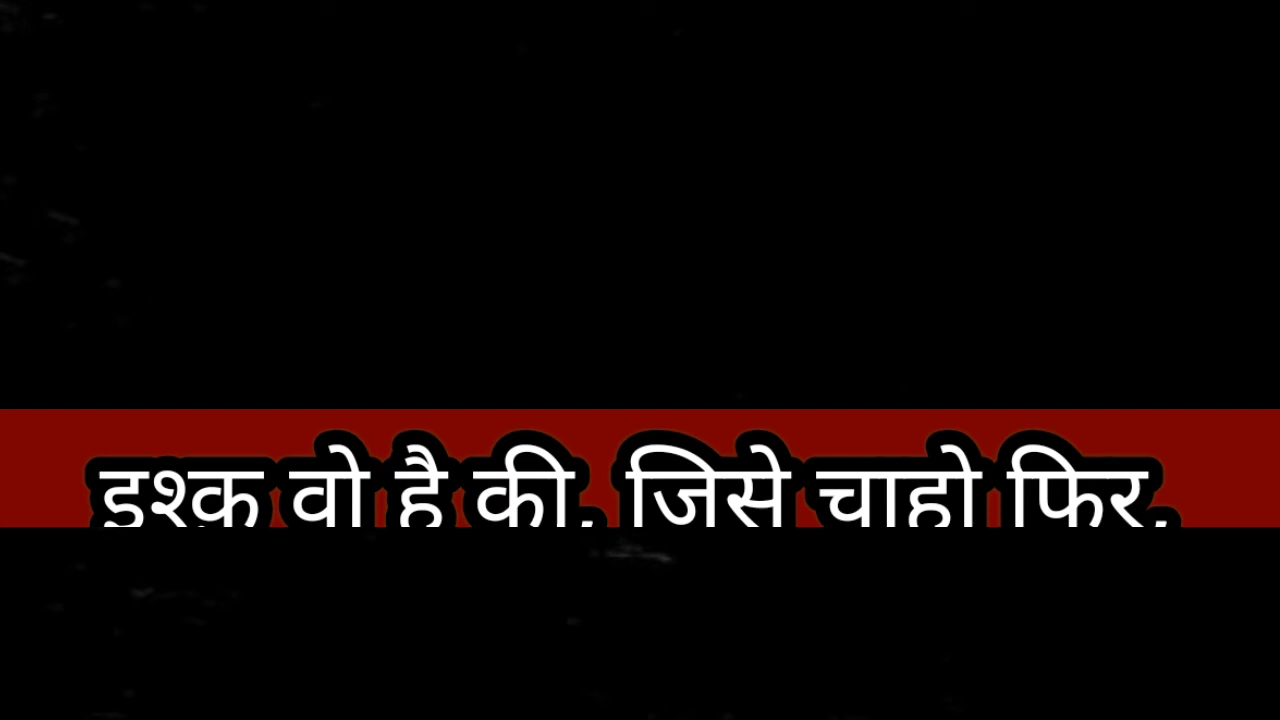 इश्क वो है की, जिसे चाहो फिर,